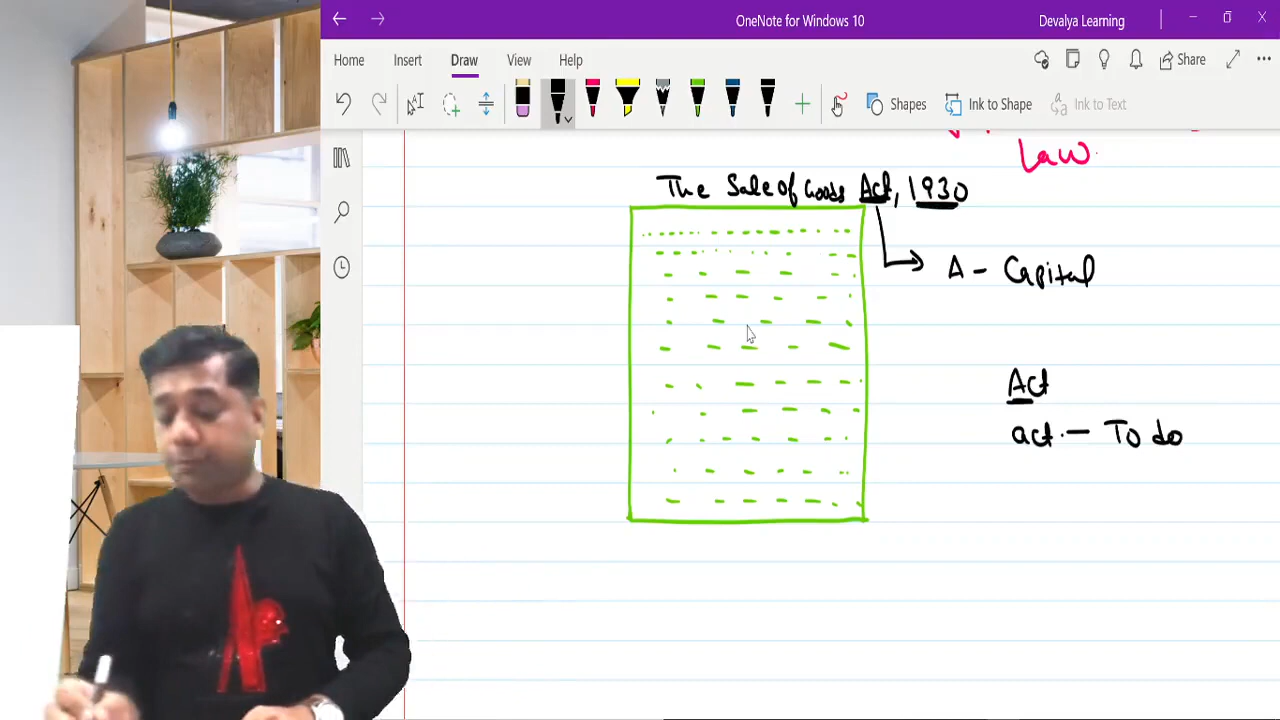 OneNote for Windows 10
Devalya Learning
Home Insert Draw View Help
Share
Shapes Ink to Shape Ink to Text
Law
The Sale of Goods Act, 1930
A - Capital
Act
act - To do